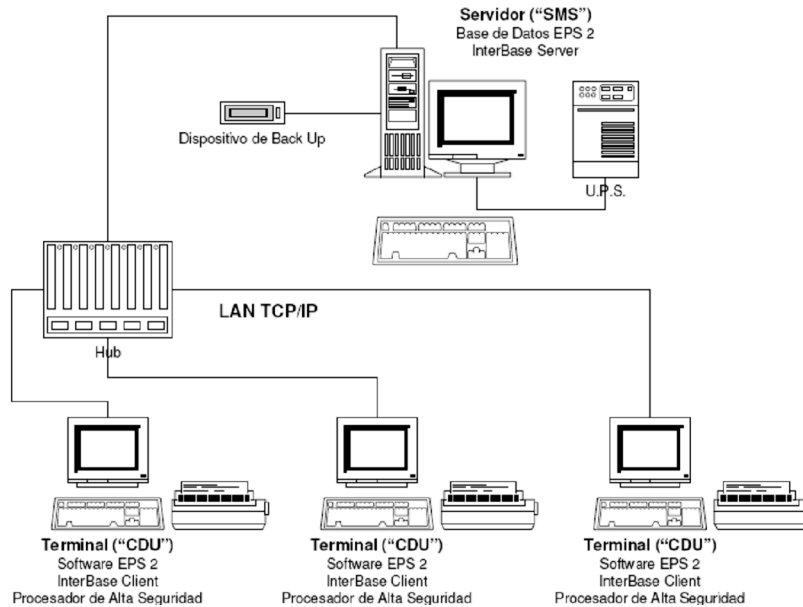 Servidor ("SMS")
Base de Datos EPS 2
InterBase Server
Dispositivo de Back Up
U.P.S.
LAN TCP/IP
Hub
Terminal ("CDU")
Software EPS 2
InterBase Client
Procesador de Alta Seguridad
Terminal ("CDU")
Software EPS 2
InterBase Client
Procesador de Alta Seguridad
Terminal ("CDU")
Software EPS 2
InterBase Client
Procesador de Alta Seguridad